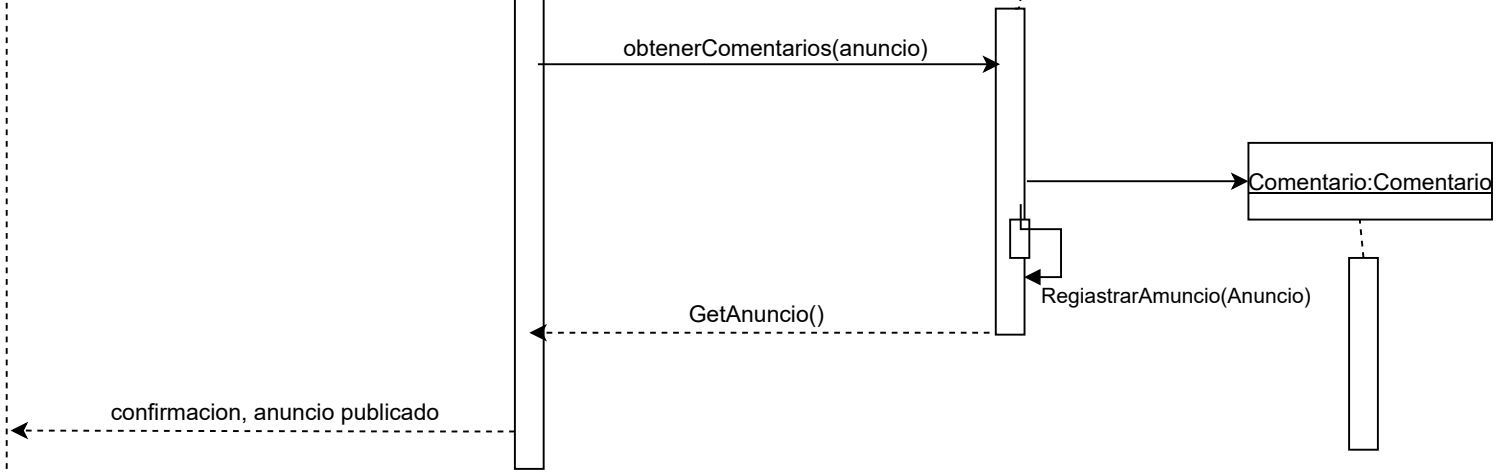 obtenerComentarios(anuncio)
Comentario:Comentario
RegiastrarAmuncio(Anuncio)
GetAnuncio()
confirmacion, anuncio publicado